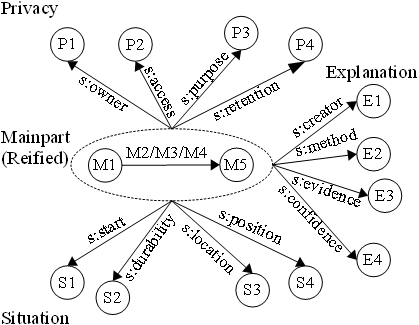 Privacy
P1
P2
P3
P4
s:owner
s:access
s:purpose
s:retention
Explanation
Mainpart
(Reified)
M1
M2/M3/M4
M5
s:creator
s:method
s:evidence
s:confidence
E1
E2
E3
E4
s:start
s:durability
s:location
s:position
S1
S2
S3
S4
Situation